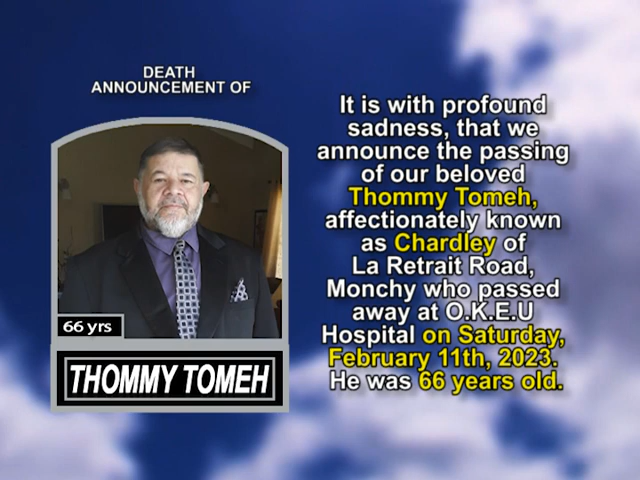 DEATH
ANNOUNCEMENT OF
66 yrs
THOMMY TOMEH
It is with profound
sadness, that we
announce the passing
of our beloved
Thommy Tomeh,
affectionately known
as Chardley of
La Retrait Road,
Monchy who passed
away at O.K.E.U
Hospital on Saturday,
February 11th, 2023.
He was 66 years old.